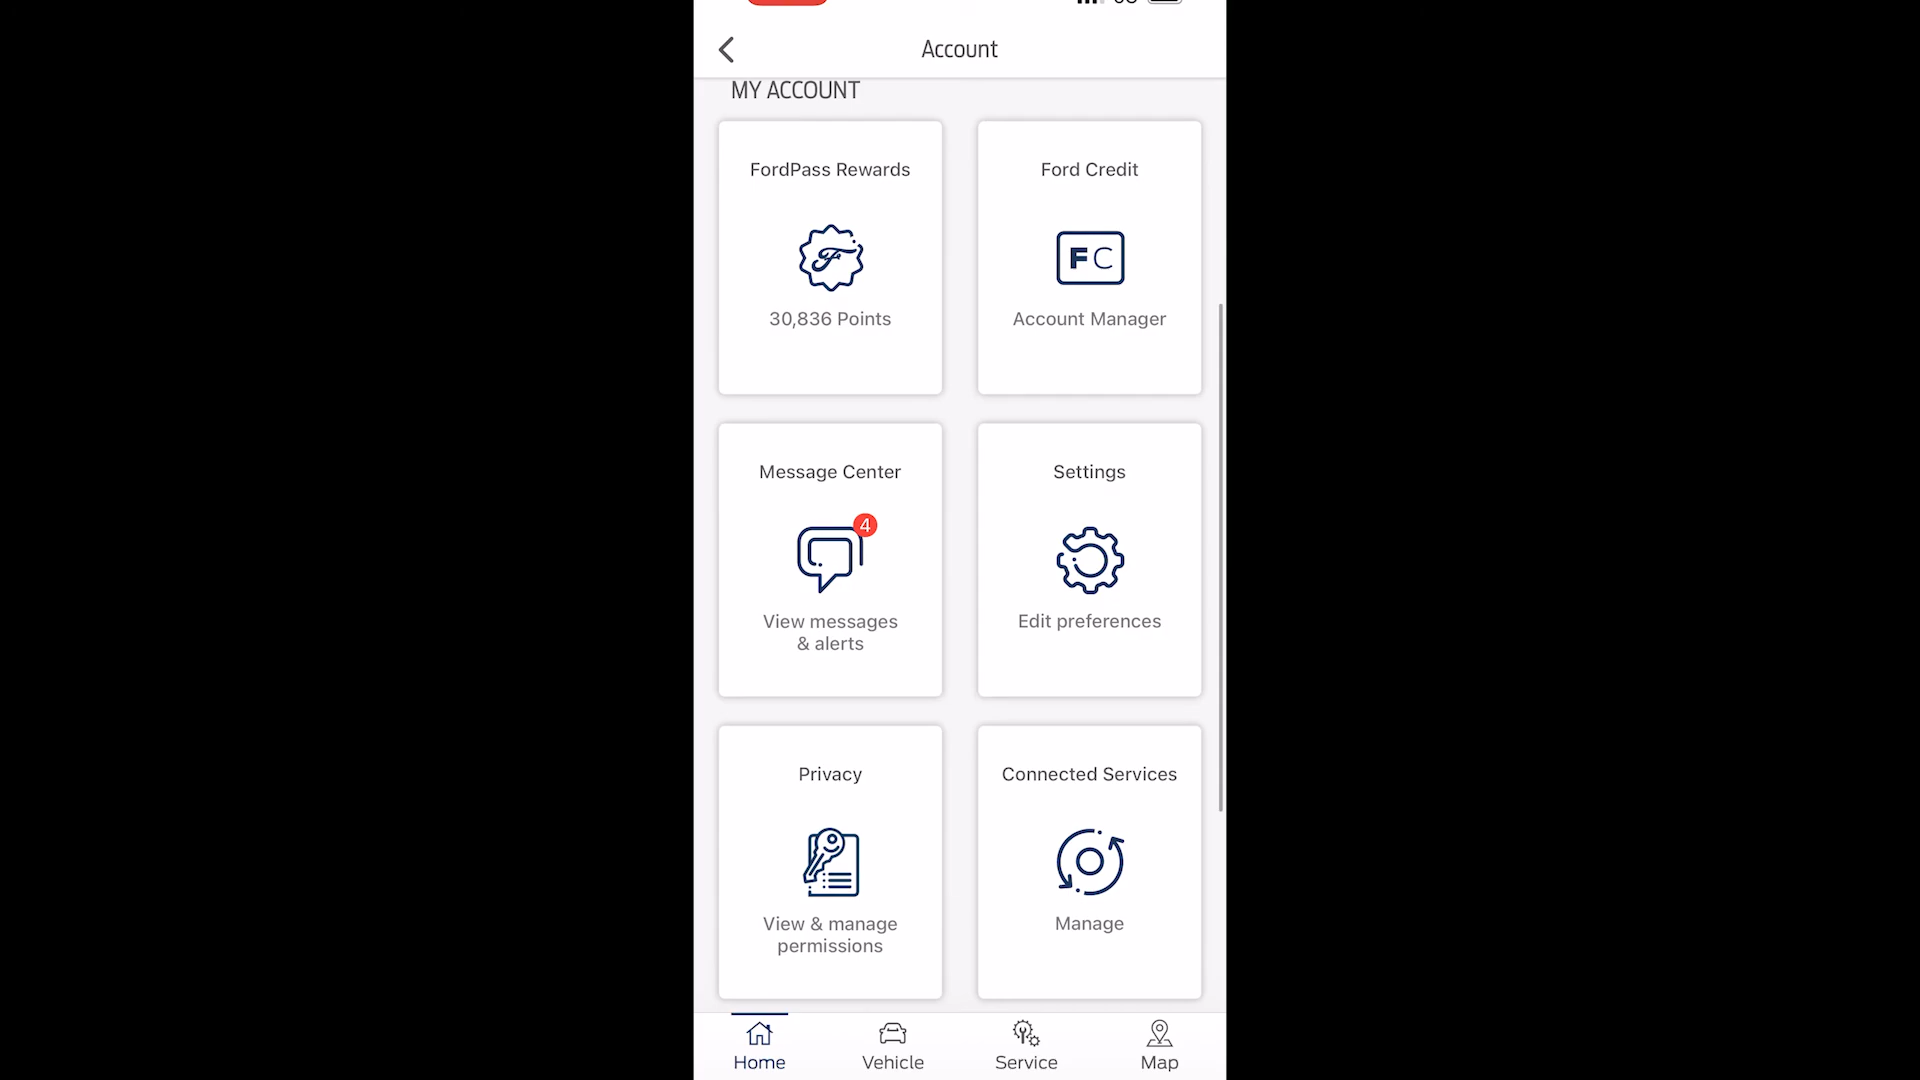 Account
MY ACCOUNT
FordPass Rewards
30,836 Points
Ford Credit
FC
Account Manager
Message Center
4
View messages
& alerts
Settings
Edit preferences
Privacy
View & manage
permissions
Connected Services
Manage
Home
Vehicle
Service
Map